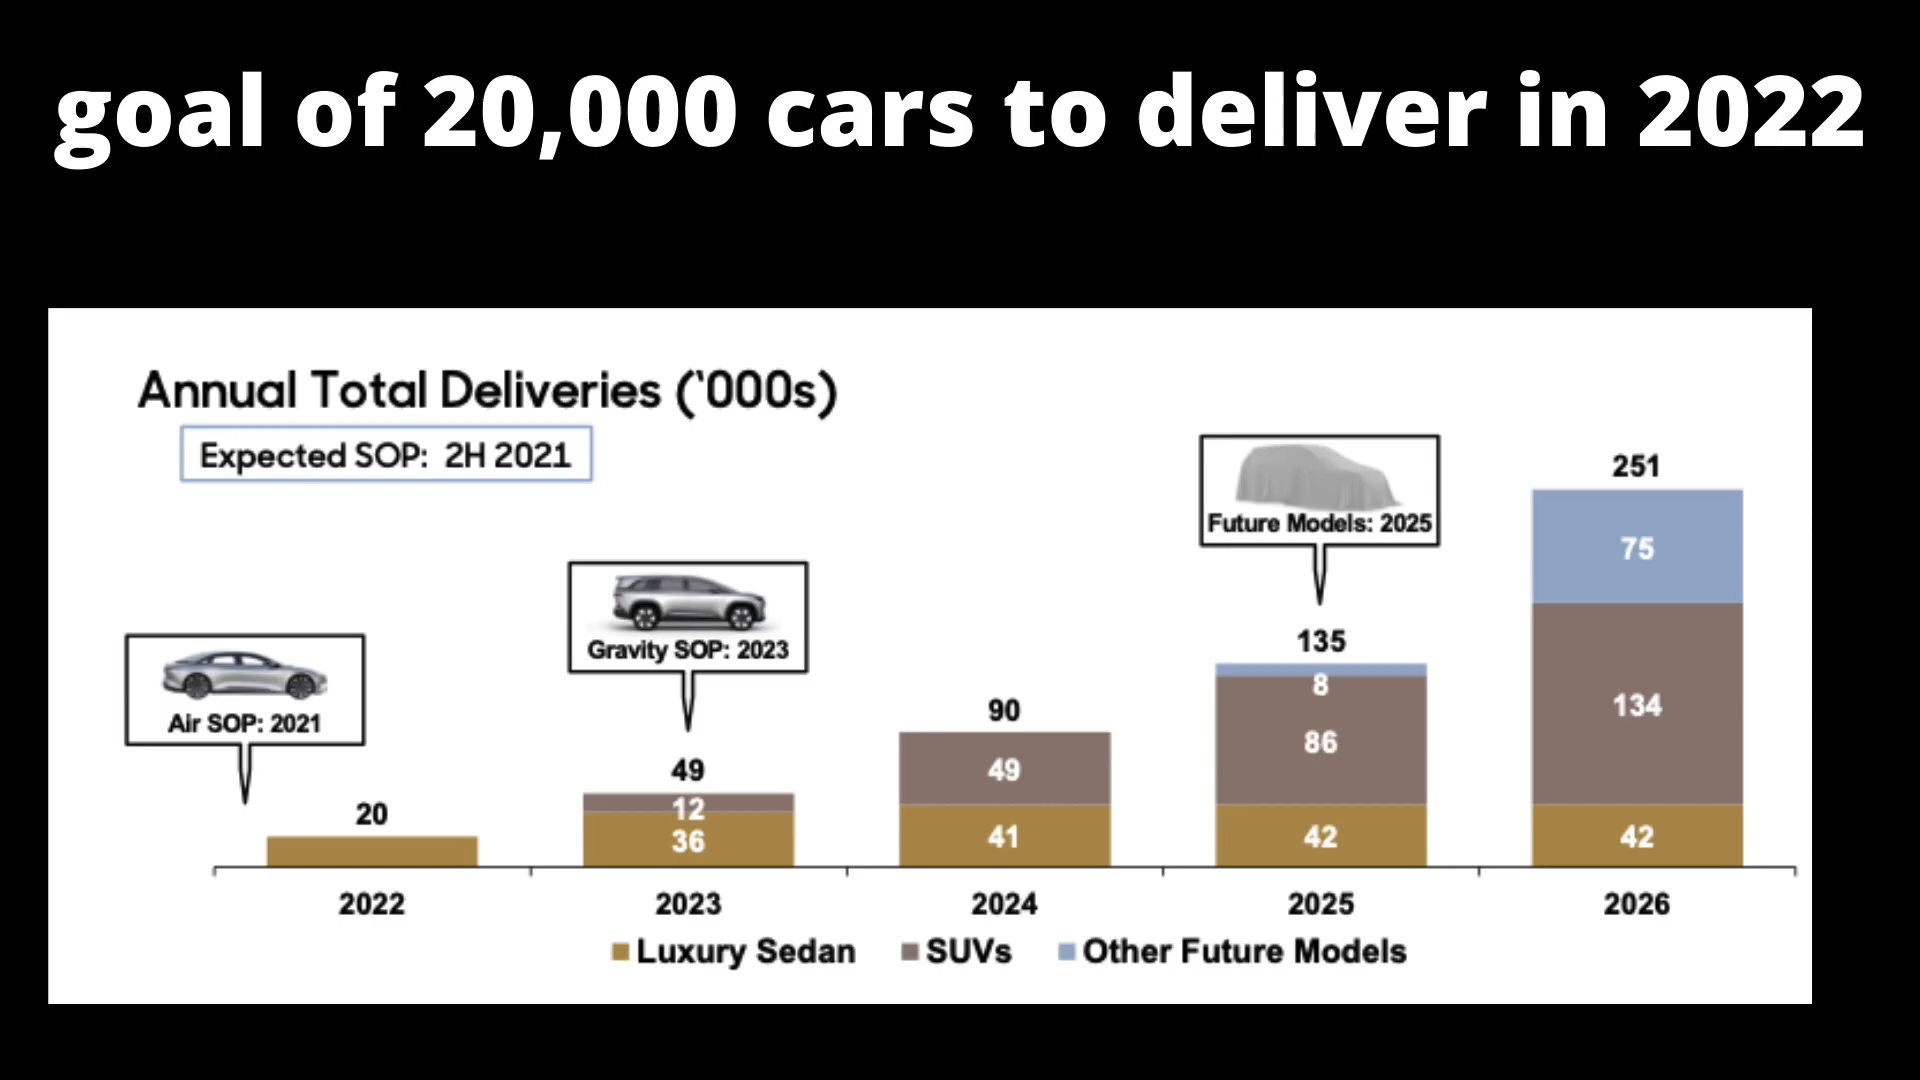 goal of 20,000 cars to deliver in 2022
Annual Total Deliveries (‘000s)
Expected SOP: 2H 2021
Air SOP: 2021
Gravity SOP: 2023
Future Models: 2025
20
49
12
36
90
49
41
135
8
86
42
251
75
134
42
2022 2023 2024 2025 2026
Luxury Sedan SUVs Other Future Models